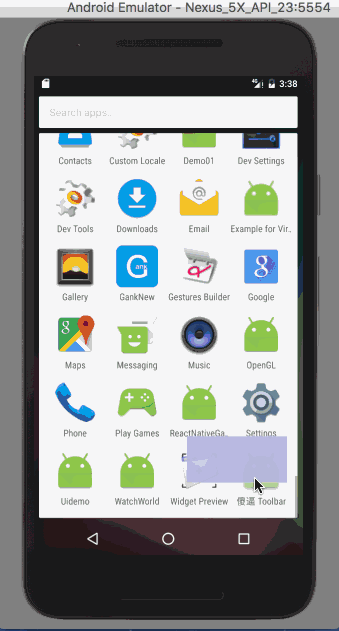 Android Emulator - Nexus_5X_API_23:5554
3:38
Search apps...
Contacts Custom Locale Demo01 Dev Settings
Dev Tools Downloads Email Example for Vir..
Gallery GankNew Gestures Builder Google
Maps Messaging Music OpenGL
Phone Play Games ReactNativeGa.. Settings
Uidemo WatchWorld Widget Preview 傻逼 Toolbar